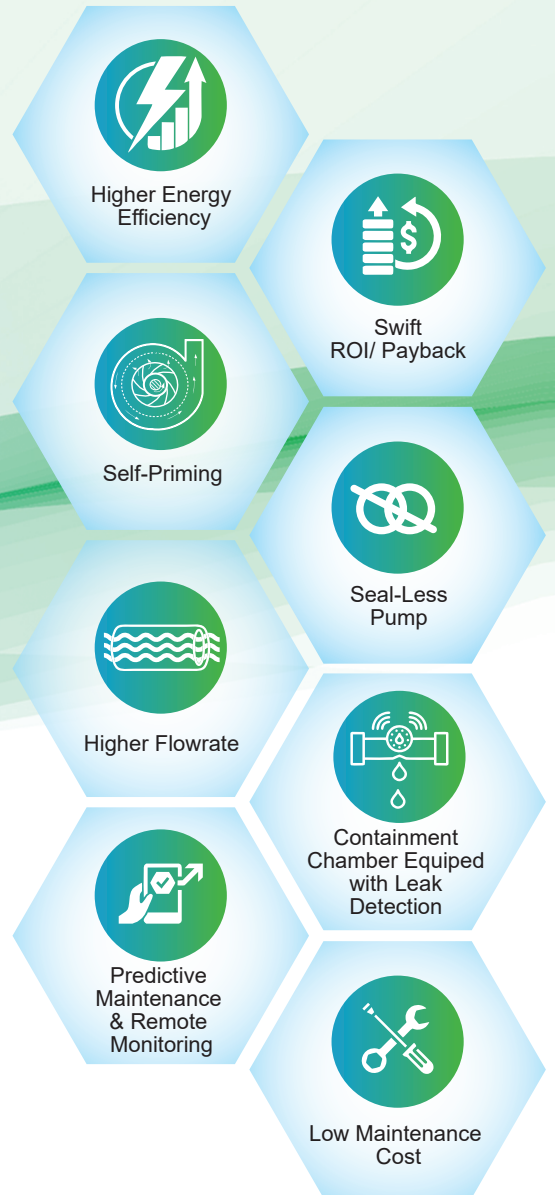 Higher Energy
Efficiency
Swift
ROI/ Payback
Self-Priming
Seal-Less
Pump
Higher Flowrate
Containment
Chamber Equiped
with Leak
Detection
Predictive
Maintenance
& Remote
Monitoring
Low Maintenance
Cost